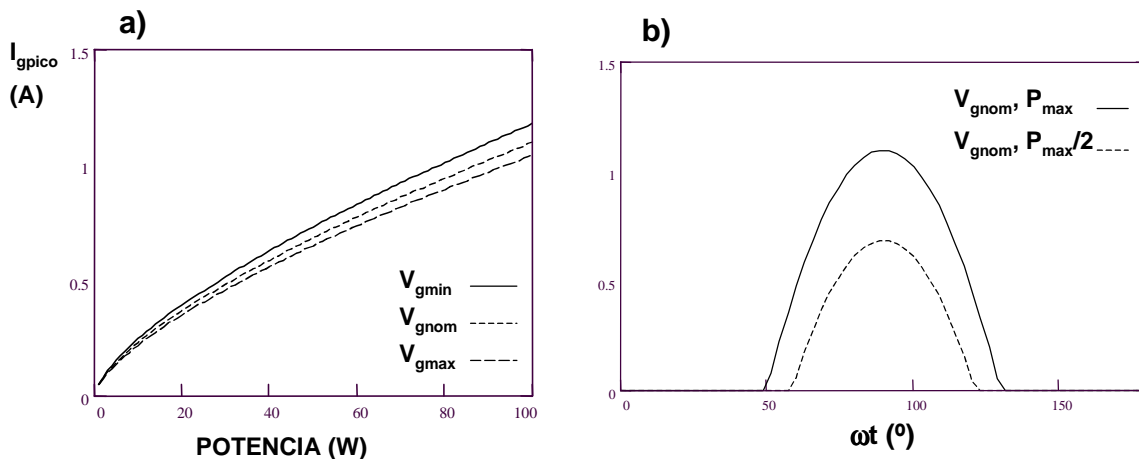 a)
I_gpico
(A)
1.5
1
0.5
0
V_gmin
V_gnom
V_gmax
0 20 40 60 80 100
POTENCIA (W)
b)
1.5
1
0.5
0
V_gnom, P_max
V_gnom, P_max/2
0 50 100 150
ωt (º)